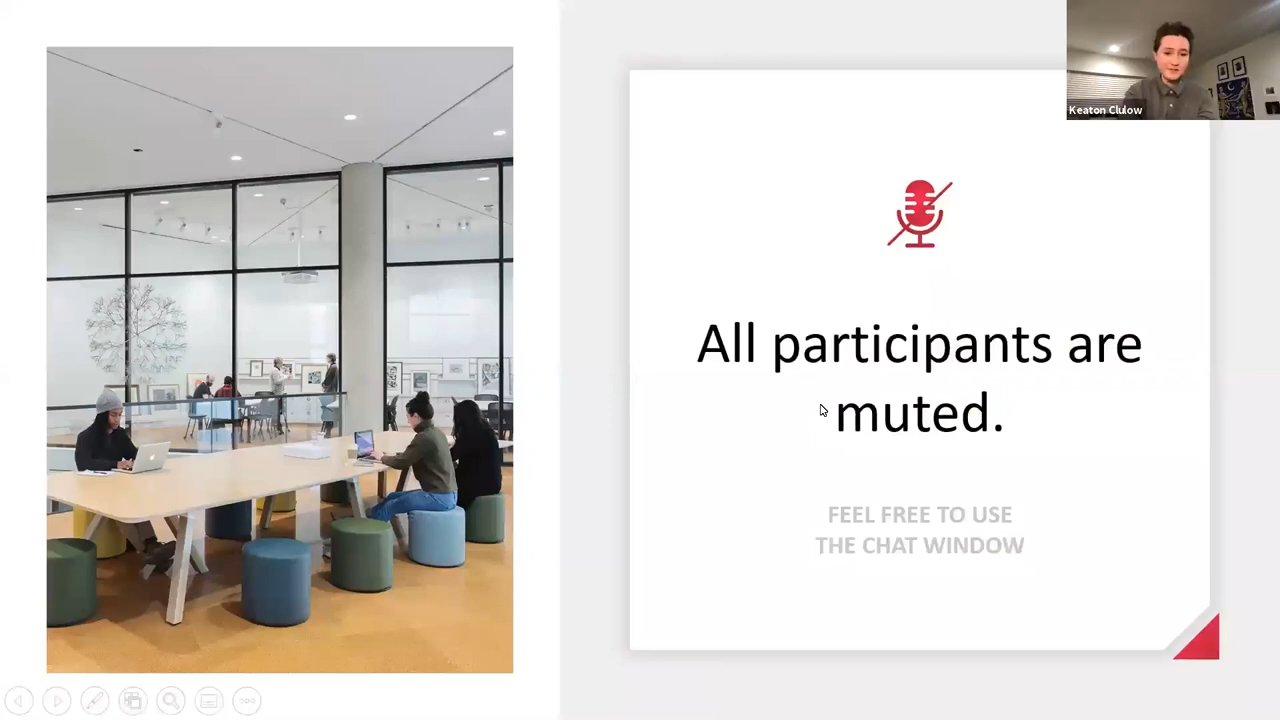 Keaton Clulow
All participants are
muted.
FEEL FREE TO USE
THE CHAT WINDOW